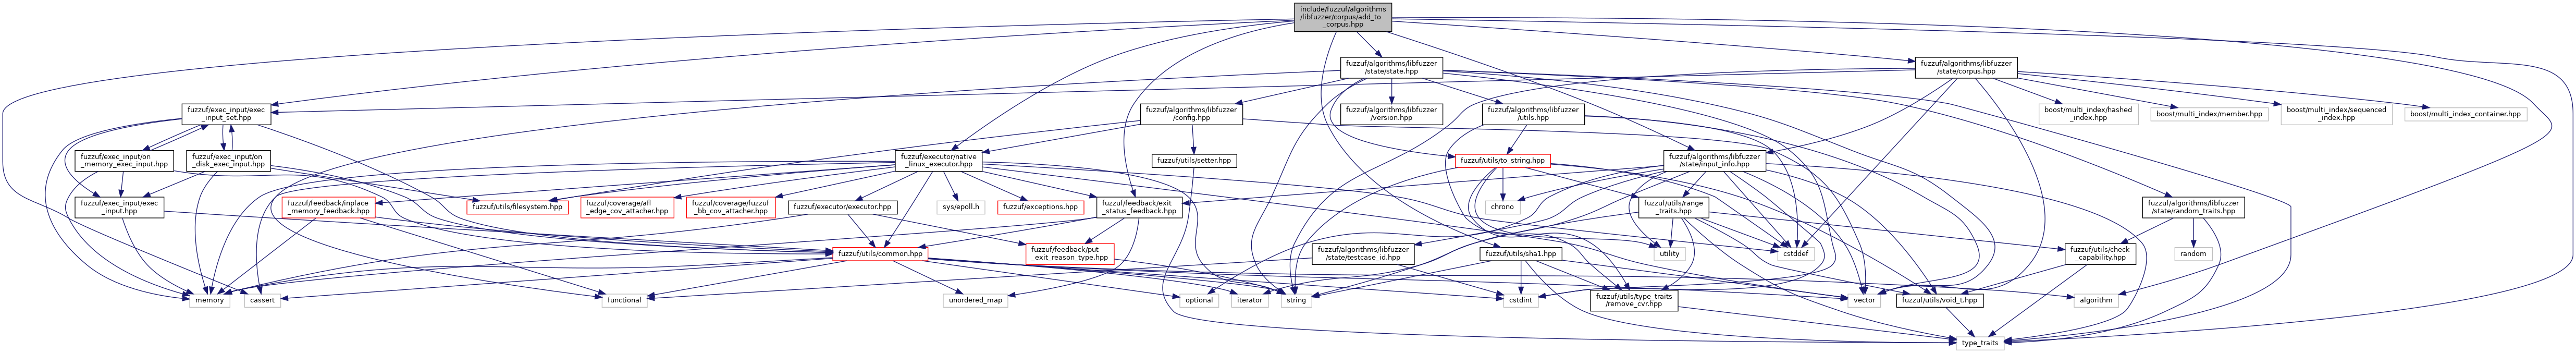 include/fuzzuf/algorithms
/libfuzzer/corpus/add_to
_corpus.hpp
fuzzuf/algorithms/libfuzzer
/state/state.hpp
fuzzuf/algorithms/libfuzzer
/state/corpus.hpp
fuzzuf/exec_input/exec
_input_set.hpp
fuzzuf/algorithms/libfuzzer
/config.hpp
fuzzuf/algorithms/libfuzzer
/version.hpp
fuzzuf/algorithms/libfuzzer
/utils.hpp
boost/multi_index/hashed
_index.hpp
boost/multi_index/member.hpp
boost/multi_index/sequenced
_index.hpp
boost/multi_index_container.hpp
fuzzuf/exec_input/on
_memory_exec_input.hpp
fuzzuf/exec_input/on
_disk_exec_input.hpp
fuzzuf/executor/native
_linux_executor.hpp
fuzzuf/utils/setter.hpp
fuzzuf/utils/to_string.hpp
fuzzuf/algorithms/libfuzzer
/state/input_info.hpp
fuzzuf/exec_input/exec
_input.hpp
fuzzuf/feedback/inplace
_memory_feedback.hpp
fuzzuf/utils/filesystem.hpp
fuzzuf/coverage/afl
_edge_cov_attacher.hpp
fuzzuf/coverage/fuzzuf
_bb_cov_attacher.hpp
fuzzuf/executor/executor.hpp
sys/epoll.h
fuzzuf/exceptions.hpp
fuzzuf/feedback/exit
_status_feedback.hpp
chrono
fuzzuf/utils/range
_traits.hpp
fuzzuf/algorithms/libfuzzer
/state/random_traits.hpp
fuzzuf/utils/common.hpp
fuzzuf/feedback/put
_exit_reason_type.hpp
fuzzuf/algorithms/libfuzzer
/state/testcase_id.hpp
fuzzuf/utils/sha1.hpp
utility
cstddef
fuzzuf/utils/check
_capability.hpp
random
memory
cassert
functional
unordered_map
optional
iterator
string
cstdint
fuzzuf/utils/type_traits
/remove_cvr.hpp
vector
fuzzuf/utils/void_t.hpp
algorithm
type_traits